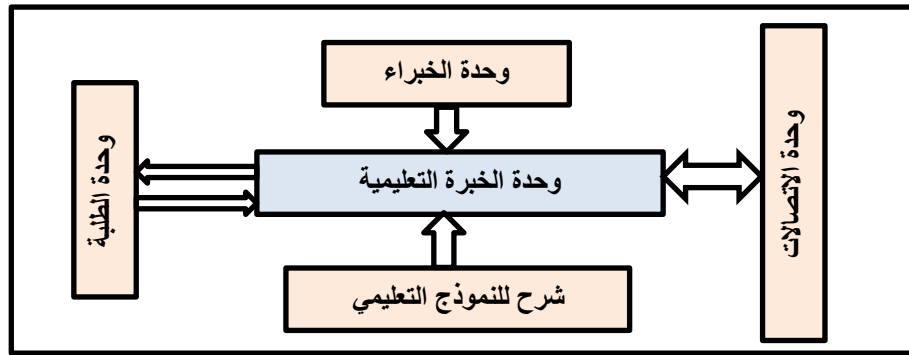 وحدة الخبراء
وحدة الاتصالات
وحدة الطلبة
وحدة الخبرة التعليمية
شرح للنموذج التعليمي